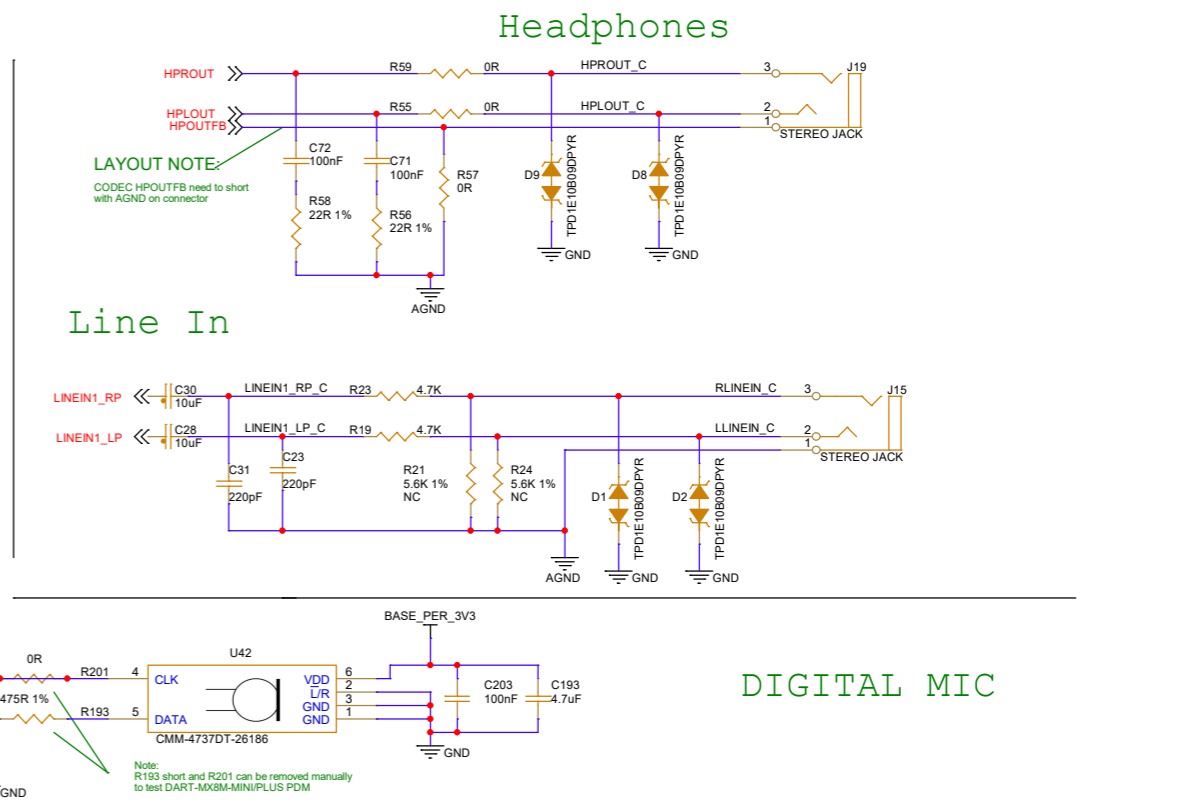 Headphones
HPROUT
R59
0R
HPROUT_C
3
J19
HPLOUT
R55
0R
HPLOUT_C
2
HPOUTFB
1
STEREO JACK
LAYOUT NOTE:
CODEC HPOUTFB need to short
with AGND on connector
C72
100nF
C71
100nF
R57
0R
R58
22R 1%
R56
22R 1%
D9
TPD1E10B09DPYR
D8
TPD1E10B09DPYR
GND
GND
AGND
Line In
LINEIN1_RP
C30
10uF
LINEIN1_RP_C
R23
4.7K
RLINEIN_C
3
J15
LINEIN1_LP
C28
10uF
LINEIN1_LP_C
R19
4.7K
LLINEIN_C
2
1
STEREO JACK
C31
220pF
C23
220pF
R21
5.6K 1%
NC
R24
5.6K 1%
NC
D1
TPD1E10B09DPYR
D2
TPD1E10B09DPYR
AGND
GND
GND
BASE_PER_3V3
DIGITAL MIC
0R
R201
4
475R 1%
R193
5
U42
CLK
DATA
VDD
L/R
GND
GND
6
2
3
1
CMM-4737DT-26186
C203
100nF
C193
4.7uF
GND
Note:
R193 short and R201 can be removed manually
to test DART-MX8M-MINI/PLUS PDM
GND